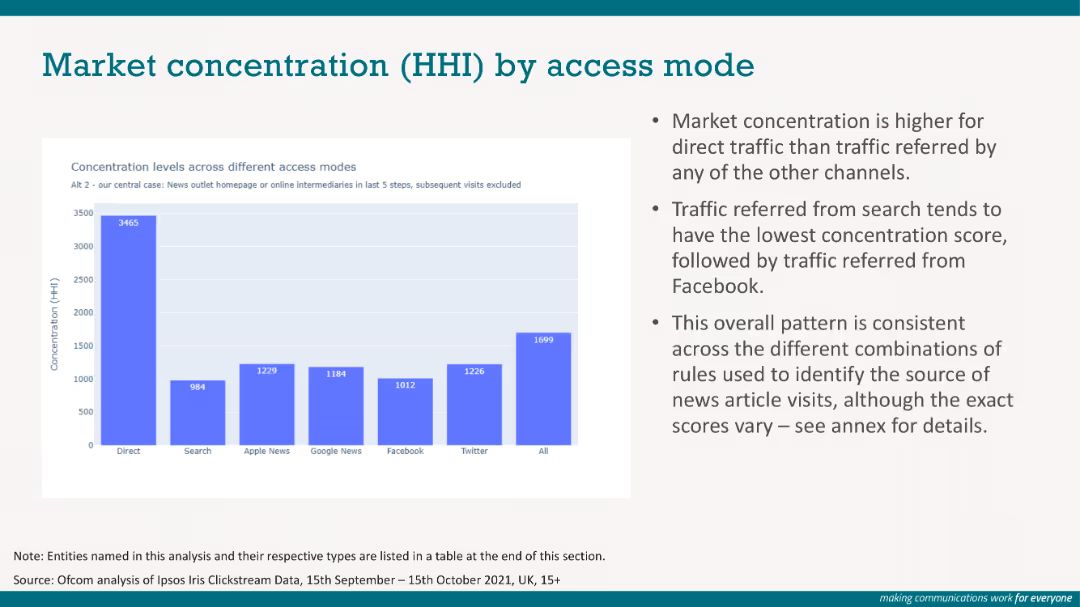 Market concentration (HHI) by access mode
Concentration levels across different access modes
Alt 2 - our central case: News outlet homepage or online intermediaries in last 5 steps, subsequent visits excluded
Concentration (HHI)
3500
3000
2500
2000
1500
1000
500
0
3465
984
1229
1184
1012
1226
1699
Direct
Search
Apple News
Google News
Facebook
Twitter
All
• Market concentration is higher for
direct traffic than traffic referred by
any of the other channels.
• Traffic referred from search tends to
have the lowest concentration score,
followed by traffic referred from
Facebook.
• This overall pattern is consistent
across the different combinations of
rules used to identify the source of
news article visits, although the exact
scores vary – see annex for details.
Note: Entities named in this analysis and their respective types are listed in a table at the end of this section.
Source: Ofcom analysis of Ipsos Iris Clickstream Data, 15th September – 15th October 2021, UK, 15+
making communications work for everyone